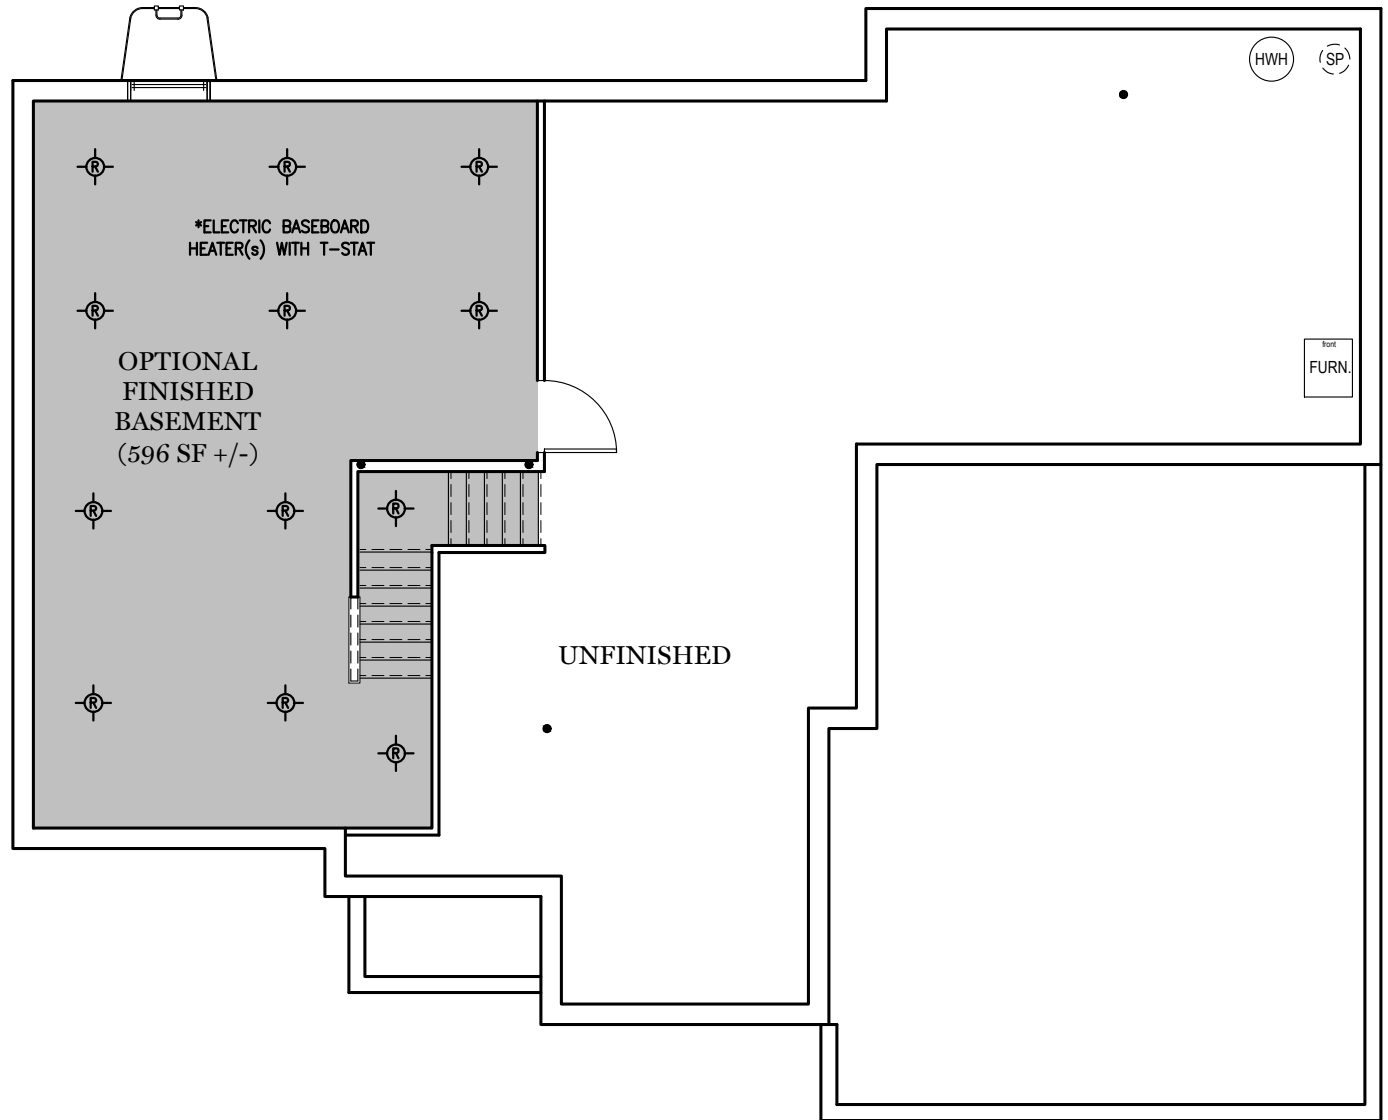 HWH
SP
R
R
R
*ELECTRIC BASEBOARD
HEATER(s) WITH T-STAT
R
R
R
front
FURN.
OPTIONAL
FINISHED
BASEMENT
(596 SF +/-)
R
R
R
UNFINISHED
R
R
R